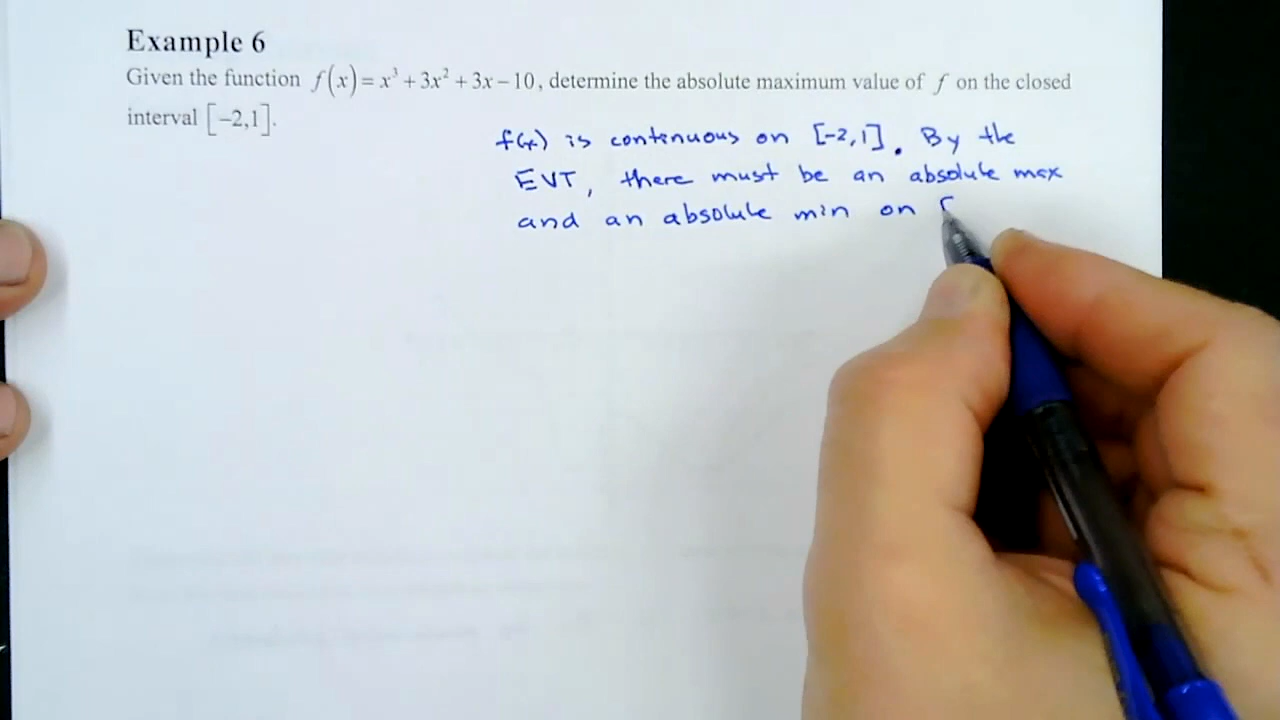 Example 6
Given the function f(x) = x³ + 3x² + 3x − 10, determine the absolute maximum value of f on the closed
interval [−2,1].
f(x) is continuous on [-2,1]. By the
EVT, there must be an absolute max
and an absolute min on [